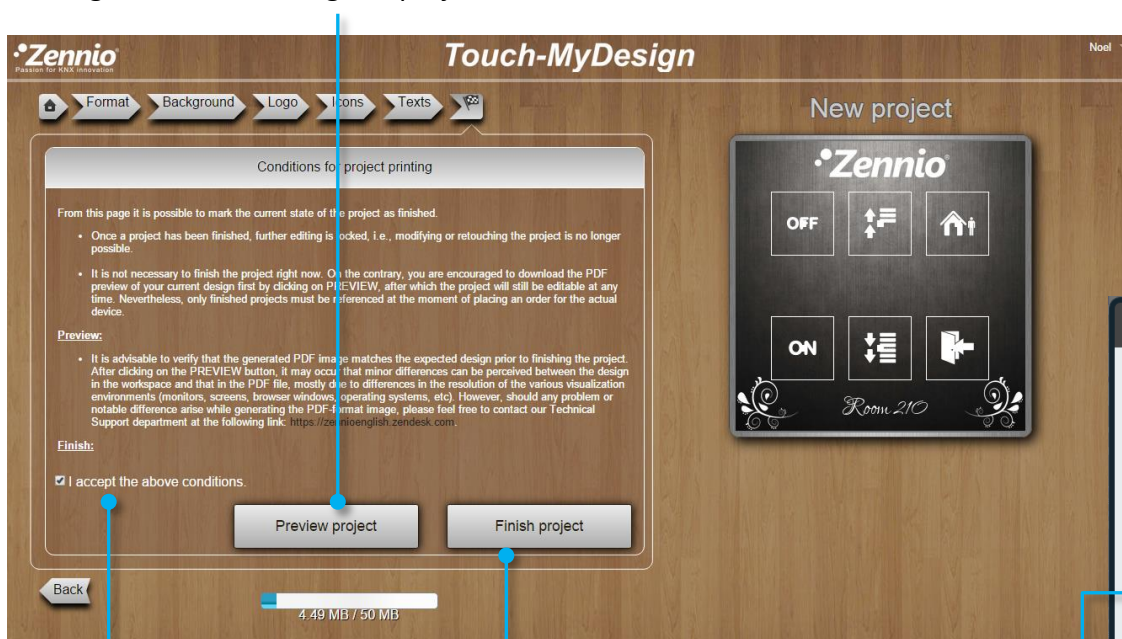 Zennio
Passion for KNX innovation
Touch-MyDesign
Noel
Format
Background
Logo
Icons
Texts
New project
Conditions for project printing
From this page it is possible to mark the current state of the project as finished.
• Once a project has been finished, further editing is locked, i.e., modifying or retouching the project is no longer
possible.
• It is not necessary to finish the project right now. On the contrary, you are encouraged to download the PDF
preview of your current design first by clicking on PREVIEW, after which the project will still be editable at any
time. Nevertheless, only finished projects must be referenced at the moment of placing an order for the actual
device.
Preview:
• It is advisable to verify that the generated PDF image matches the expected design prior to finishing the project.
After clicking on the PREVIEW button, it may occur that minor differences can be perceived between the design
in the workspace and that in the PDF file, mostly due to differences in the resolution of the various visualization
environments (monitors, screens, browser windows, operating systems, etc). However, should any problem or
notable difference arise while generating the PDF-format image, please feel free to contact our Technical
Support department at the following link: https://zennioenglish.zendesk.com.
Finish:
I accept the above conditions.
Preview project
Finish project
Back
4.49 MB / 50 MB
Zennio
OFF
ON
Room 210